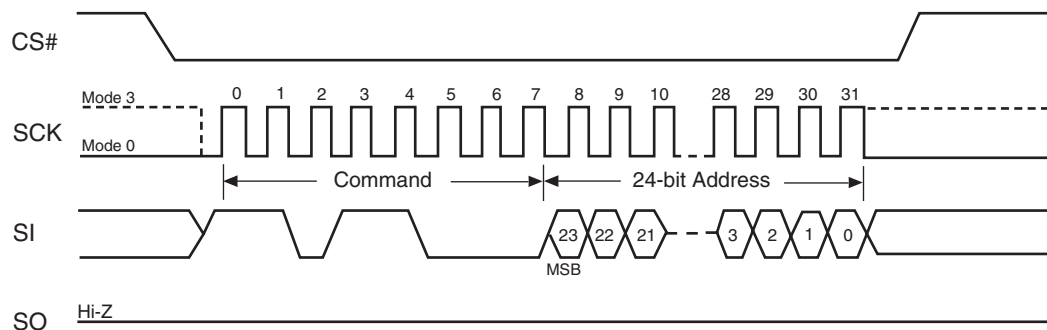 CS#
Mode 3
0 1 2 3 4 5 6 7 8 9 10 28 29 30 31
SCK
Mode 0
Command
24-bit Address
SI
23 22 21 3 2 1 0
MSB
Hi-Z
SO